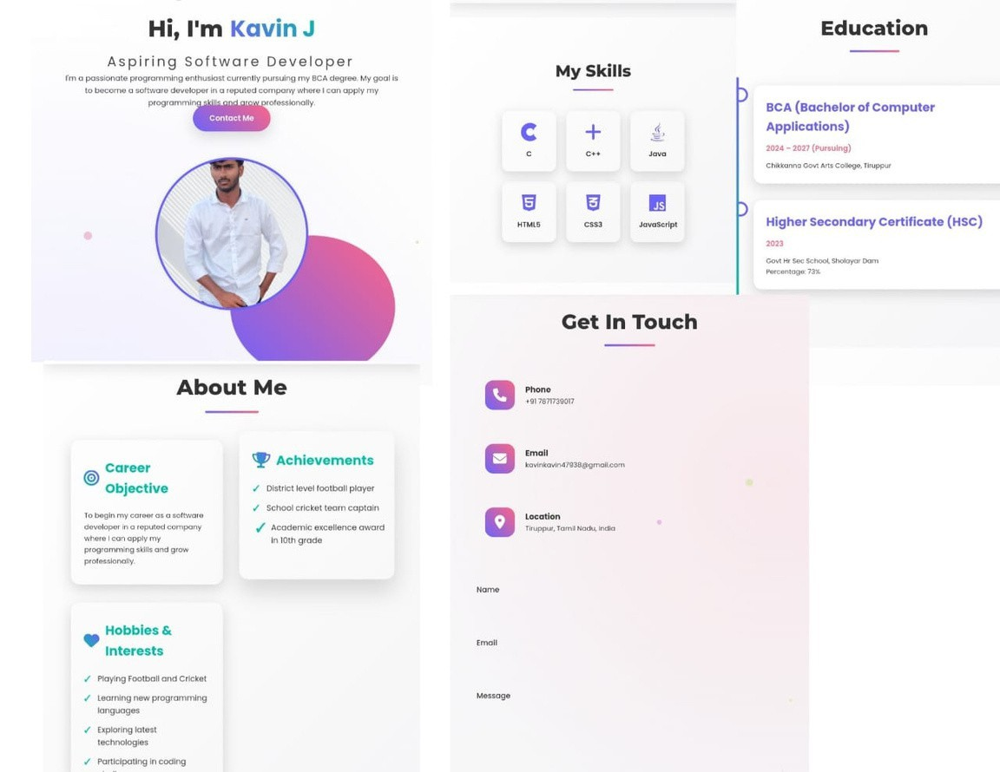 Hi, I'm Kavin J
Aspiring Software Developer
I'm a passionate programming enthusiast currently pursuing my BCA degree. My goal is
to become a software developer in a reputed company where I can apply my
programming skills and grow professionally.
Contact Me
About Me
Career
Objective
To begin my career as a software
developer in a reputed company
where I can apply my
programming skills and grow
professionally.
Achievements
✓ District level football player
✓ School cricket team captain
✓ Academic excellence award
in 10th grade
Hobbies &
Interests
✓ Playing Football and Cricket
✓ Learning new programming
languages
✓ Exploring latest
technologies
✓ Participating in coding
My Skills
C
C++
Java
HTML5
CSS3
JS
JavaScript
Education
BCA (Bachelor of Computer
Applications)
2024 - 2027 (Pursuing)
Chikkanna Govt Arts College, Tiruppur
Higher Secondary Certificate (HSC)
2023
Govt Hr Sec School, Sholayar Dam
Percentage: 73%
Get In Touch
Phone
+91 7871739017
Email
kavinkavin47938@gmail.com
Location
Tiruppur, Tamil Nadu, India
Name
Email
Message